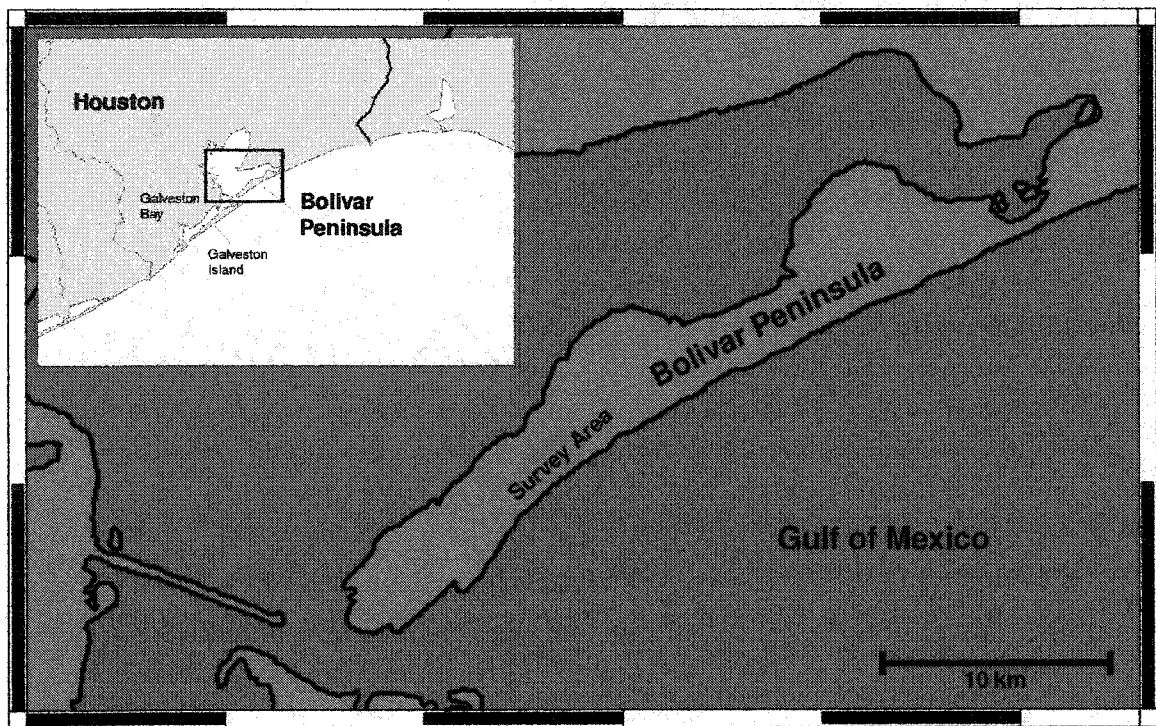 Houston
Galveston
Bay
Bolivar
Peninsula
Galveston
Island
Bolivar Peninsula
Survey Area
Gulf of Mexico
10 km